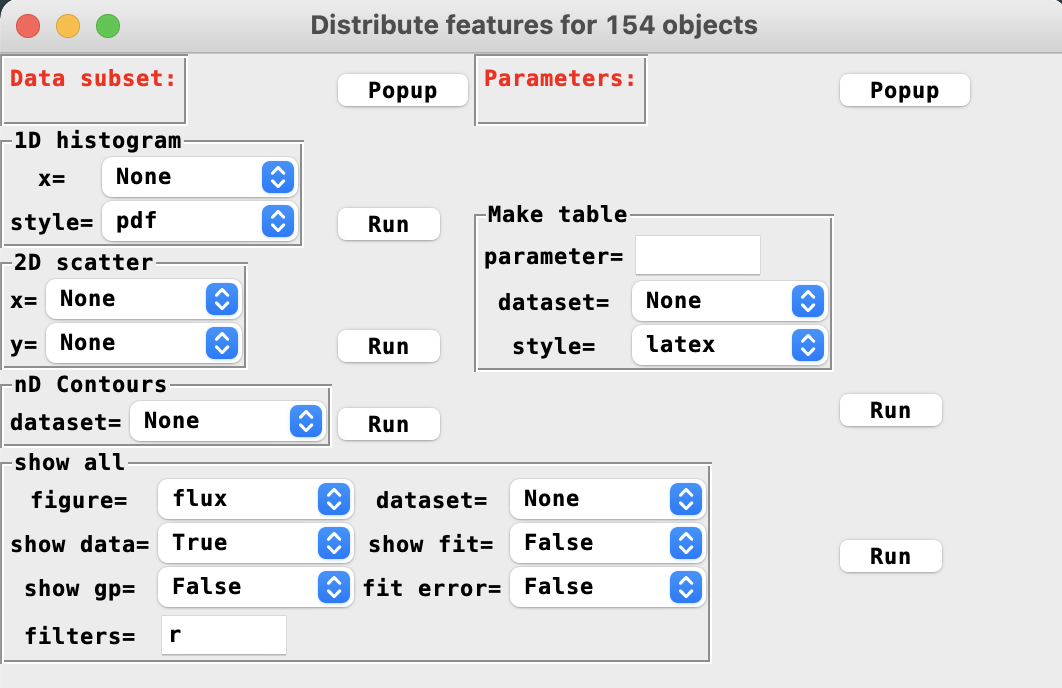 Distribute features for 154 objects
Data subset: Popup Parameters: Popup
1D histogram
x= None
style= pdf Run
Make table
parameter=
dataset= None
style= latex
Run
2D scatter
x= None
y= None Run
nD Contours
dataset= None Run
show all
figure= flux dataset= None
show data= True show fit= False
show gp= False fit error= False
filters= r
Run